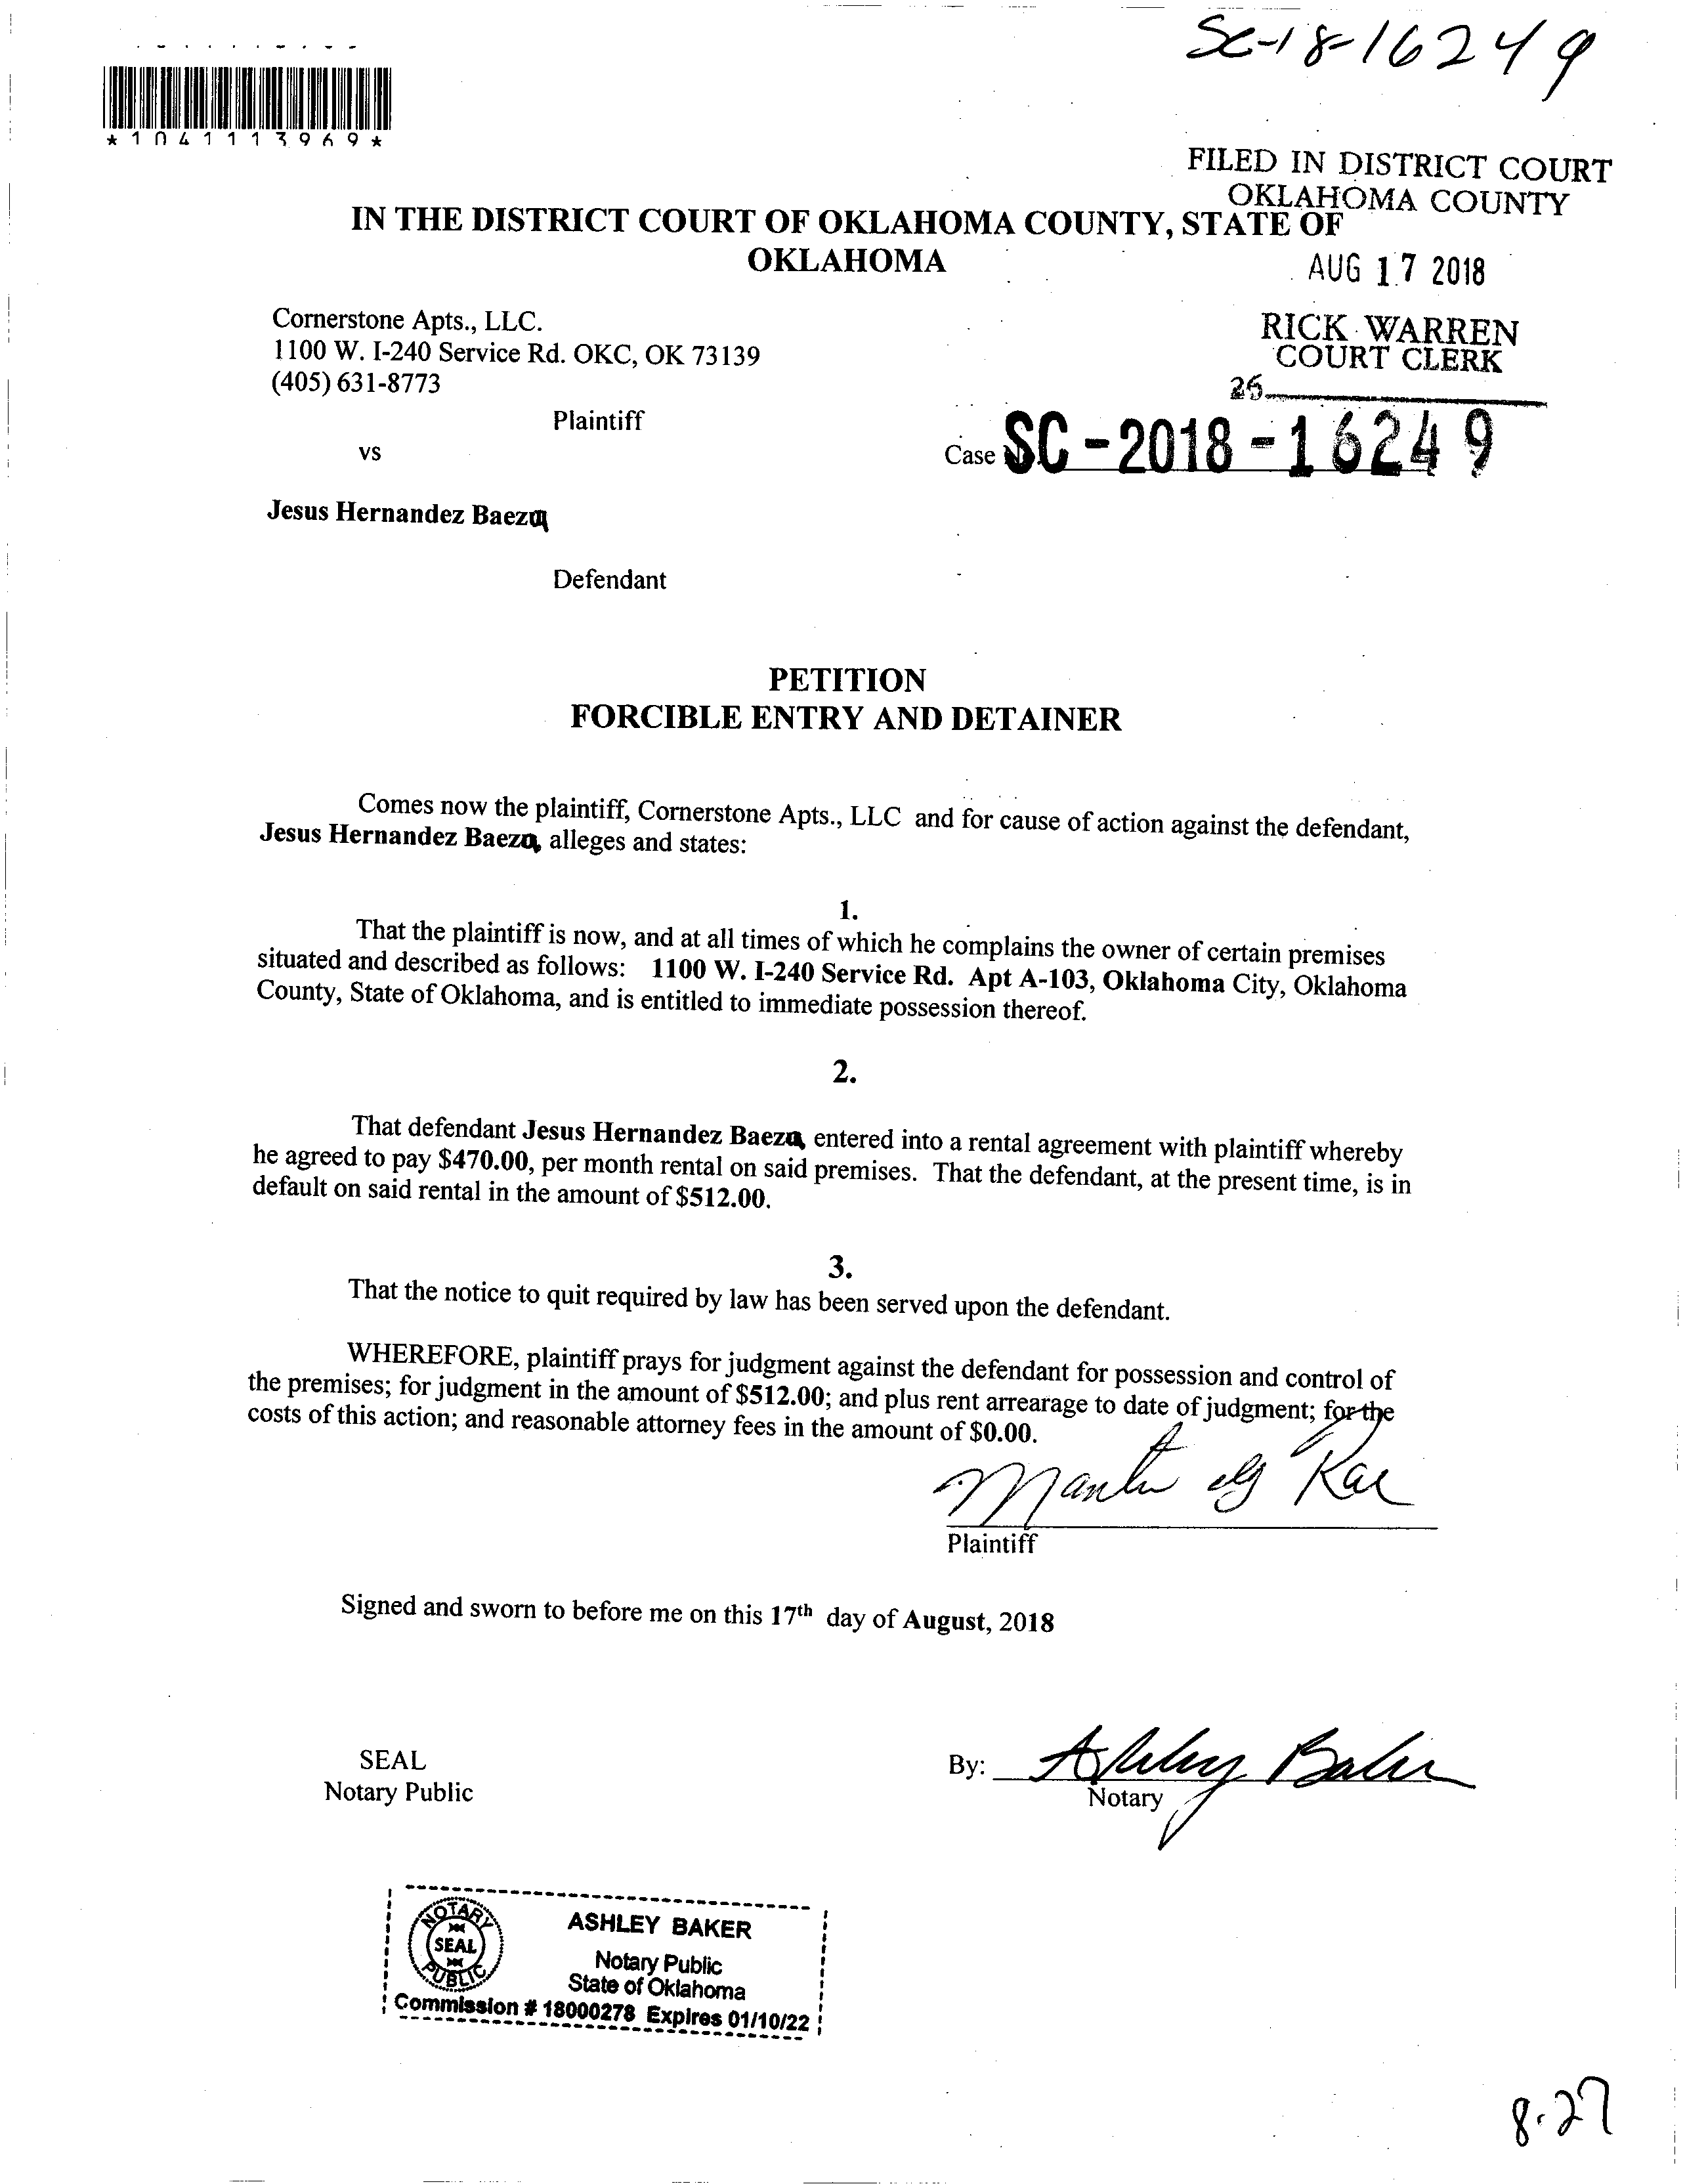 SC-18-16249
*1041113969*
FILED IN DISTRICT COURT
OKLAHOMA COUNTY
IN THE DISTRICT COURT OF OKLAHOMA COUNTY, STATE OF
OKLAHOMA
AUG 17 2018
Cornerstone Apts., LLC.
1100 W. I-240 Service Rd. OKC, OK 73139
(405) 631-8773
RICK WARREN
COURT CLERK
26
Plaintiff
vs
Case SC-2018-16249
Jesus Hernandez Baeza
Defendant
PETITION
FORCIBLE ENTRY AND DETAINER
Comes now the plaintiff, Cornerstone Apts., LLC and for cause of action against the defendant,
Jesus Hernandez Baeza, alleges and states:
1.
That the plaintiff is now, and at all times of which he complains the owner of certain premises
situated and described as follows: 1100 W. I-240 Service Rd. Apt A-103, Oklahoma City, Oklahoma
County, State of Oklahoma, and is entitled to immediate possession thereof.
2.
That defendant Jesus Hernandez Baeza, entered into a rental agreement with plaintiff whereby
he agreed to pay $470.00, per month rental on said premises. That the defendant, at the present time, is in
default on said rental in the amount of $512.00.
3.
That the notice to quit required by law has been served upon the defendant.
WHEREFORE, plaintiff prays for judgment against the defendant for possession and control of
the premises; for judgment in the amount of $512.00; and plus rent arrearage to date of judgment; for the
costs of this action; and reasonable attorney fees in the amount of $0.00.
Plaintiff
Signed and sworn to before me on this 17th day of August, 2018
SEAL
Notary Public
By: Ashley Baker
Notary
NOTARY
SEAL
PUBLIC
ASHLEY BAKER
Notary Public
State of Oklahoma
Commission # 18000278 Expires 01/10/22
8-27